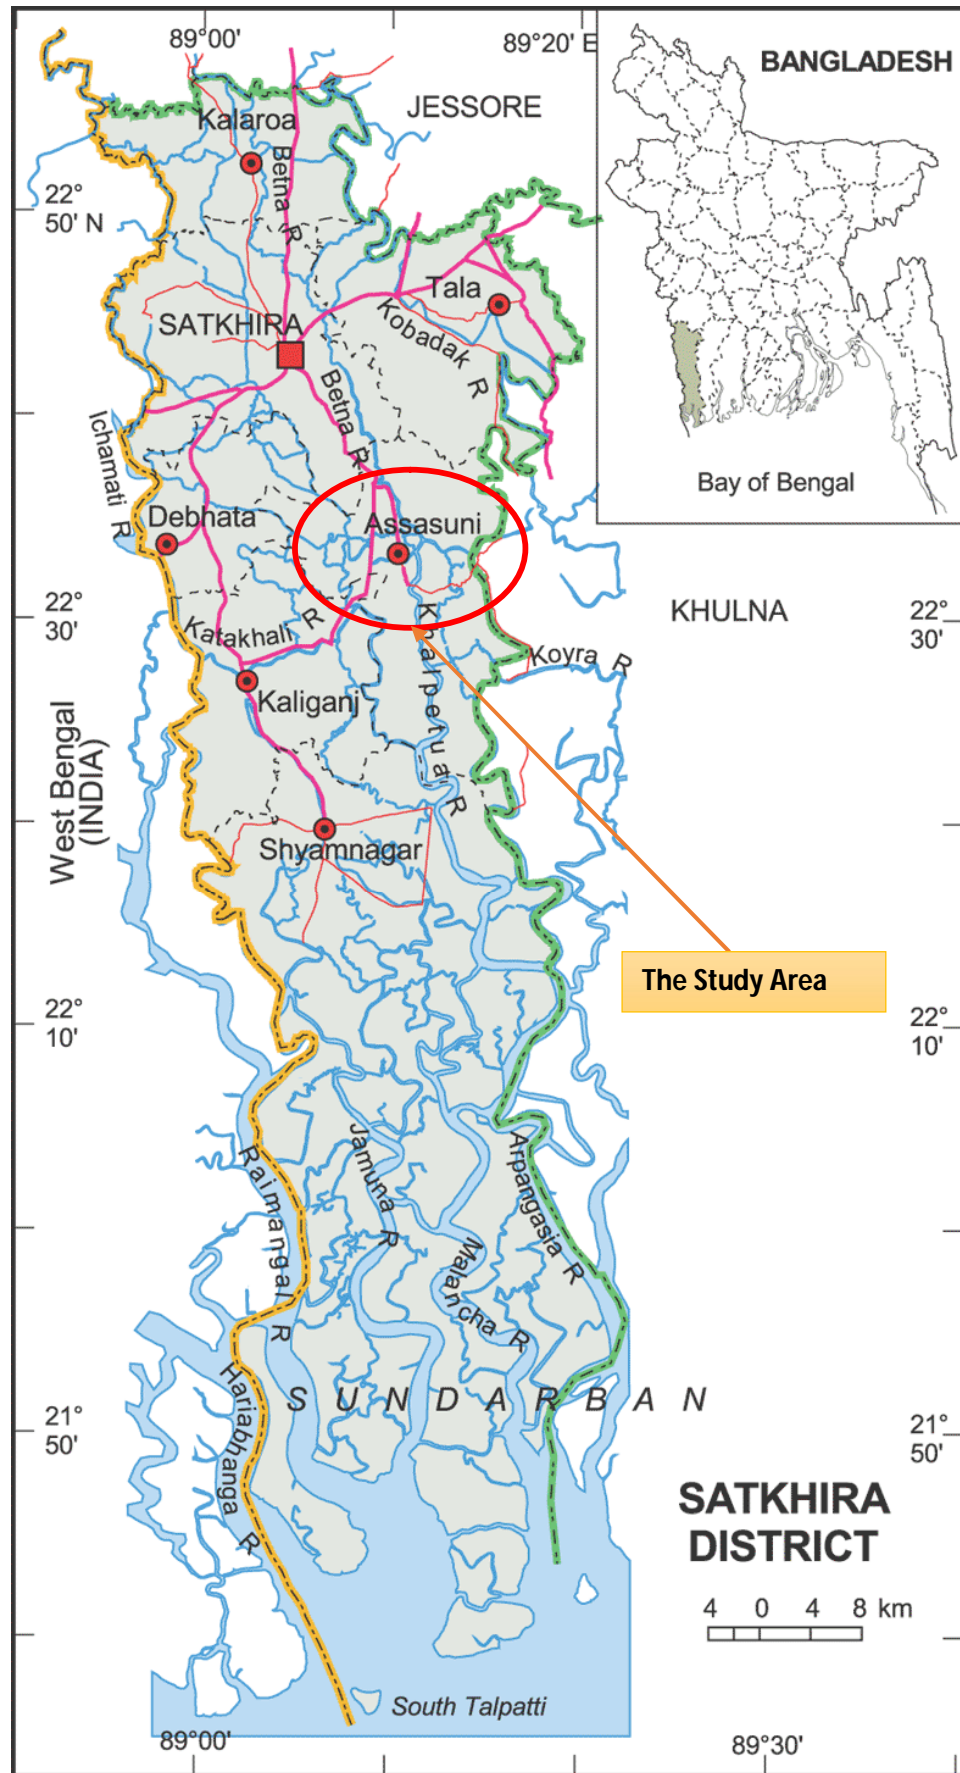 89°00'
89°20' E
BANGLADESH
JESSORE
Kalaroa
Betna R
22°
50' N
Tala
SATKHIRA
Kobadak R
Betna R
Ichamati R
Bay of Bengal
Debhata
Assasuni
KHULNA
22°
30'
22°
30'
Katakhali R
Kholpetua R
Koyra R
Kaliganj
West Bengal
(INDIA)
Shyamnagar
The Study Area
22°
10'
22°
10'
Jamuna R
Arpangasia R
Raimangal R
Malancha R
Hariabhanga R
SUNDARBAN
21°
50'
21°
50'
SATKHIRA
DISTRICT
4 0 4 8 km
South Talpatti
89°00'
89°30'